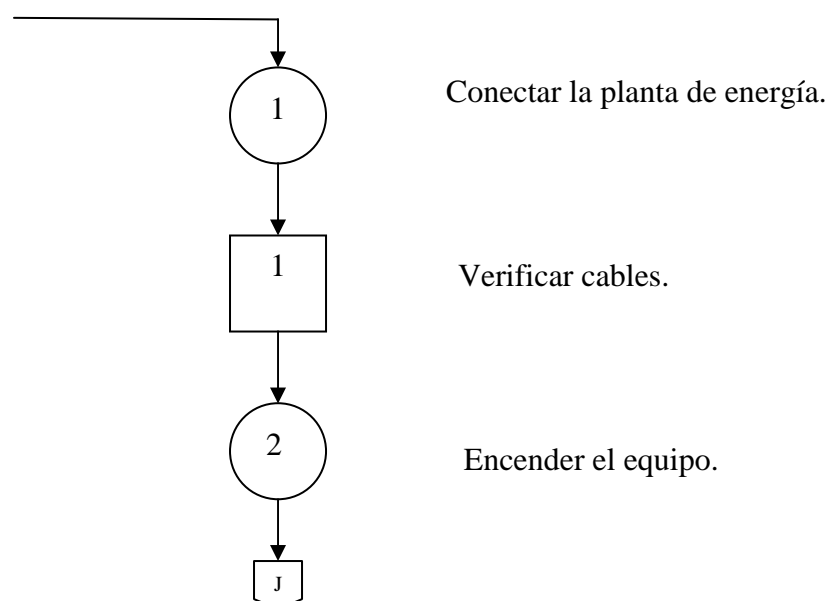 1
Conectar la planta de energía.
1
Verificar cables.
2
Encender el equipo.
J